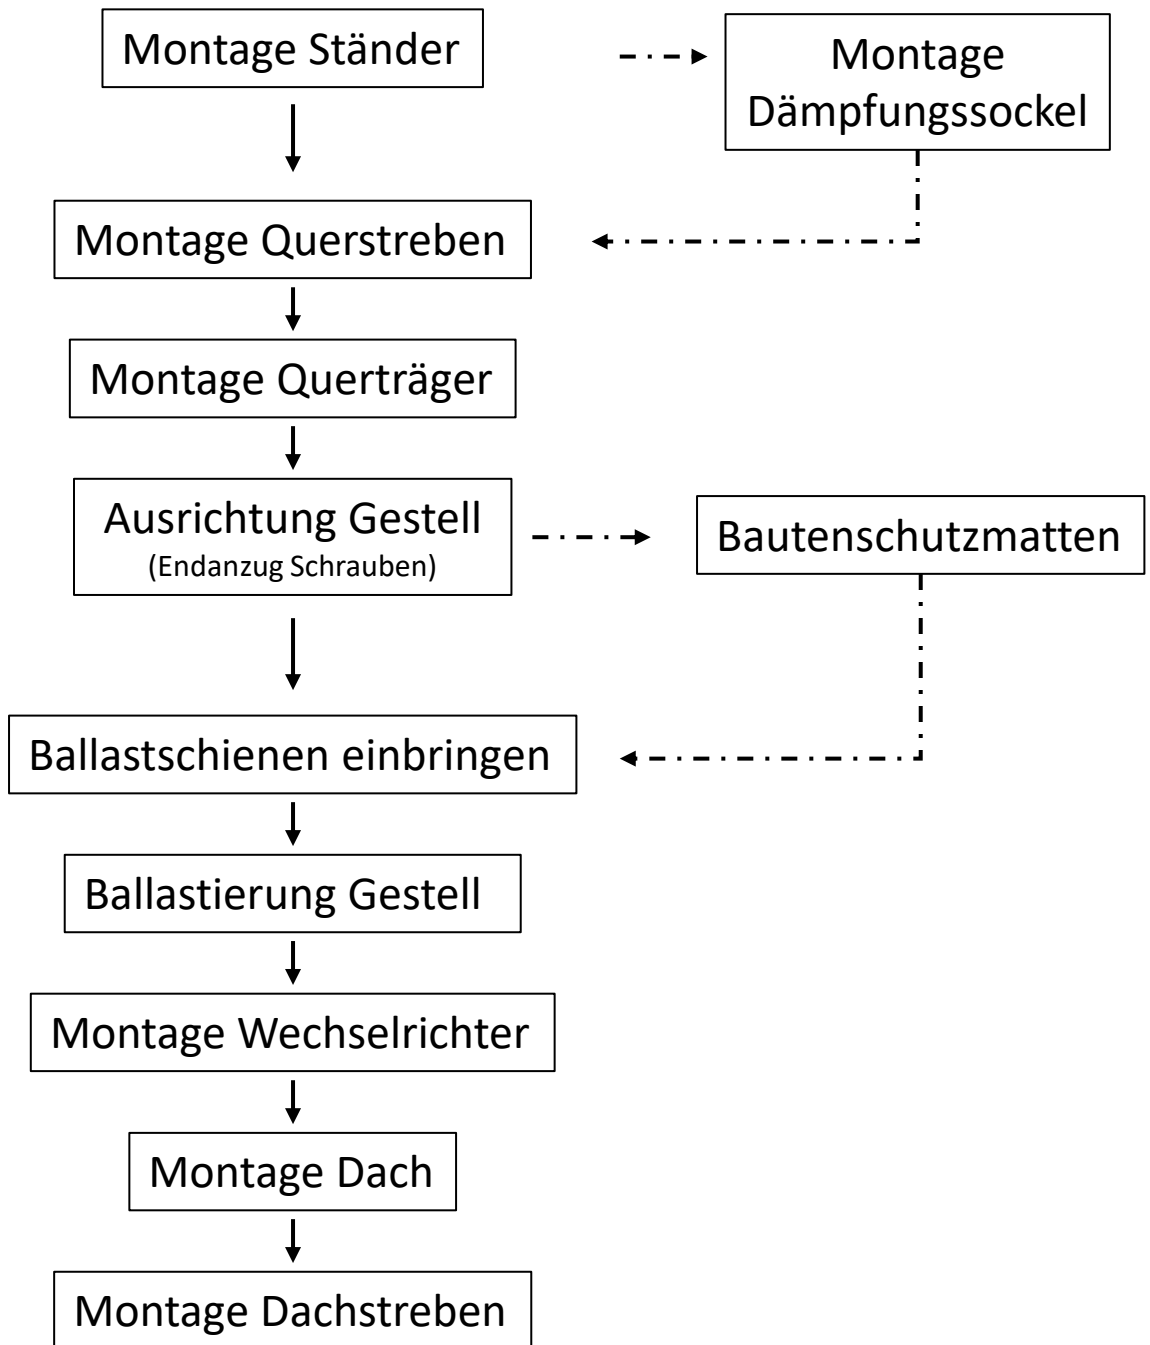 Montage Ständer
Montage
Dämpfungssockel
Montage Querstreben
Montage Querträger
Ausrichtung Gestell
(Endanzug Schrauben)
Bautenschutzmatten
Ballastschienen einbringen
Ballastierung Gestell
Montage Wechselrichter
Montage Dach
Montage Dachstreben